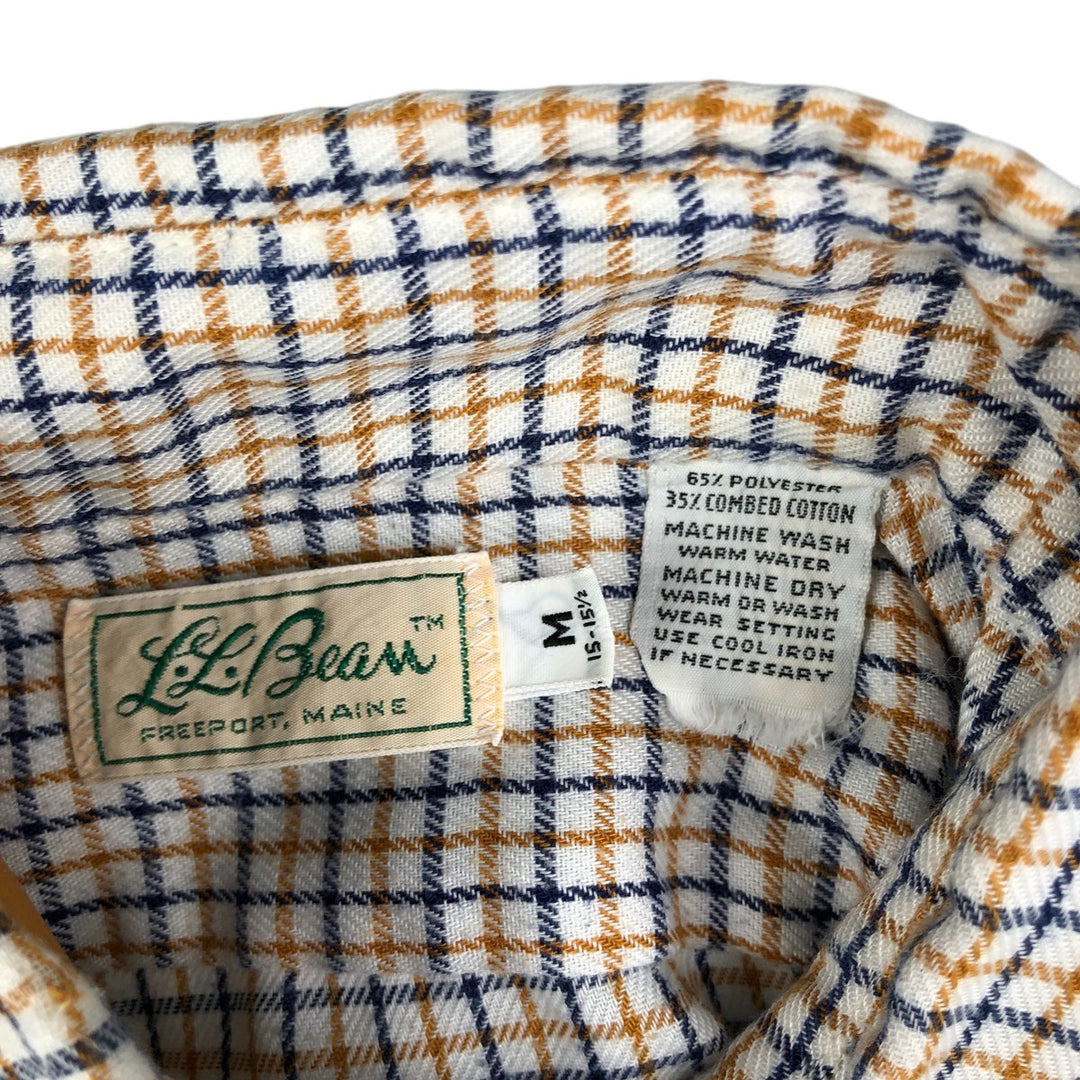 L.L.Bean™
FREEPORT, MAINE
M
15-15½
65% POLYESTER
35% COMBED COTTON
MACHINE WASH
WARM WATER
MACHINE DRY
WARM OR WASH
WEAR SETTING
USE COOL IRON
IF NECESSARY